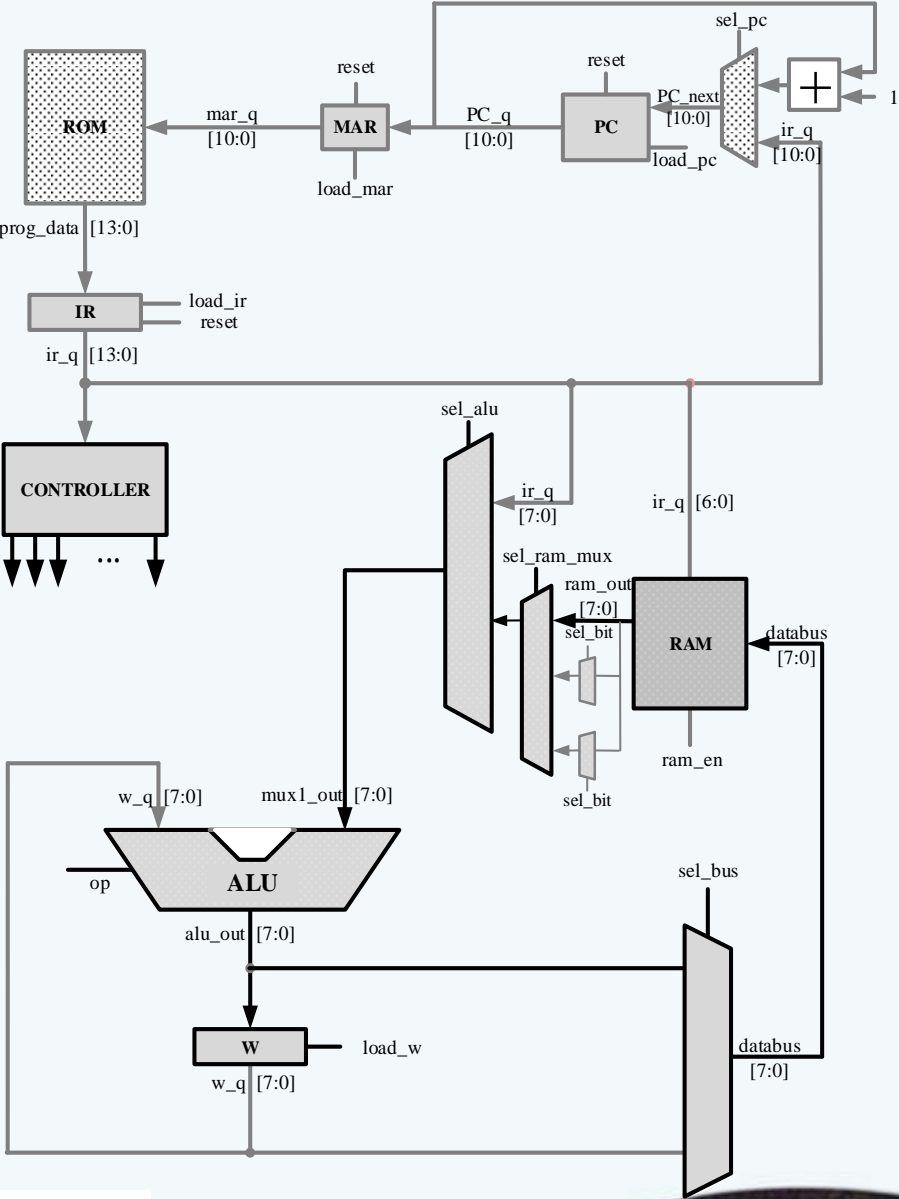 sel_pc
reset
reset
ROM
mar_q
[10:0]
MAR
load_mar
PC_q
[10:0]
PC
load_pc
PC_next
[10:0]
+
1
ir_q
[10:0]
prog_data [13:0]
IR
load_ir
reset
ir_q [13:0]
CONTROLLER
...
sel_alu
ir_q
[7:0]
ir_q [6:0]
sel_ram_mux
ram_out
[7:0]
sel_bit
RAM
databus
[7:0]
ram_en
sel_bit
w_q [7:0]
mux1_out [7:0]
op
ALU
alu_out [7:0]
sel_bus
W
load_w
w_q [7:0]
databus
[7:0]